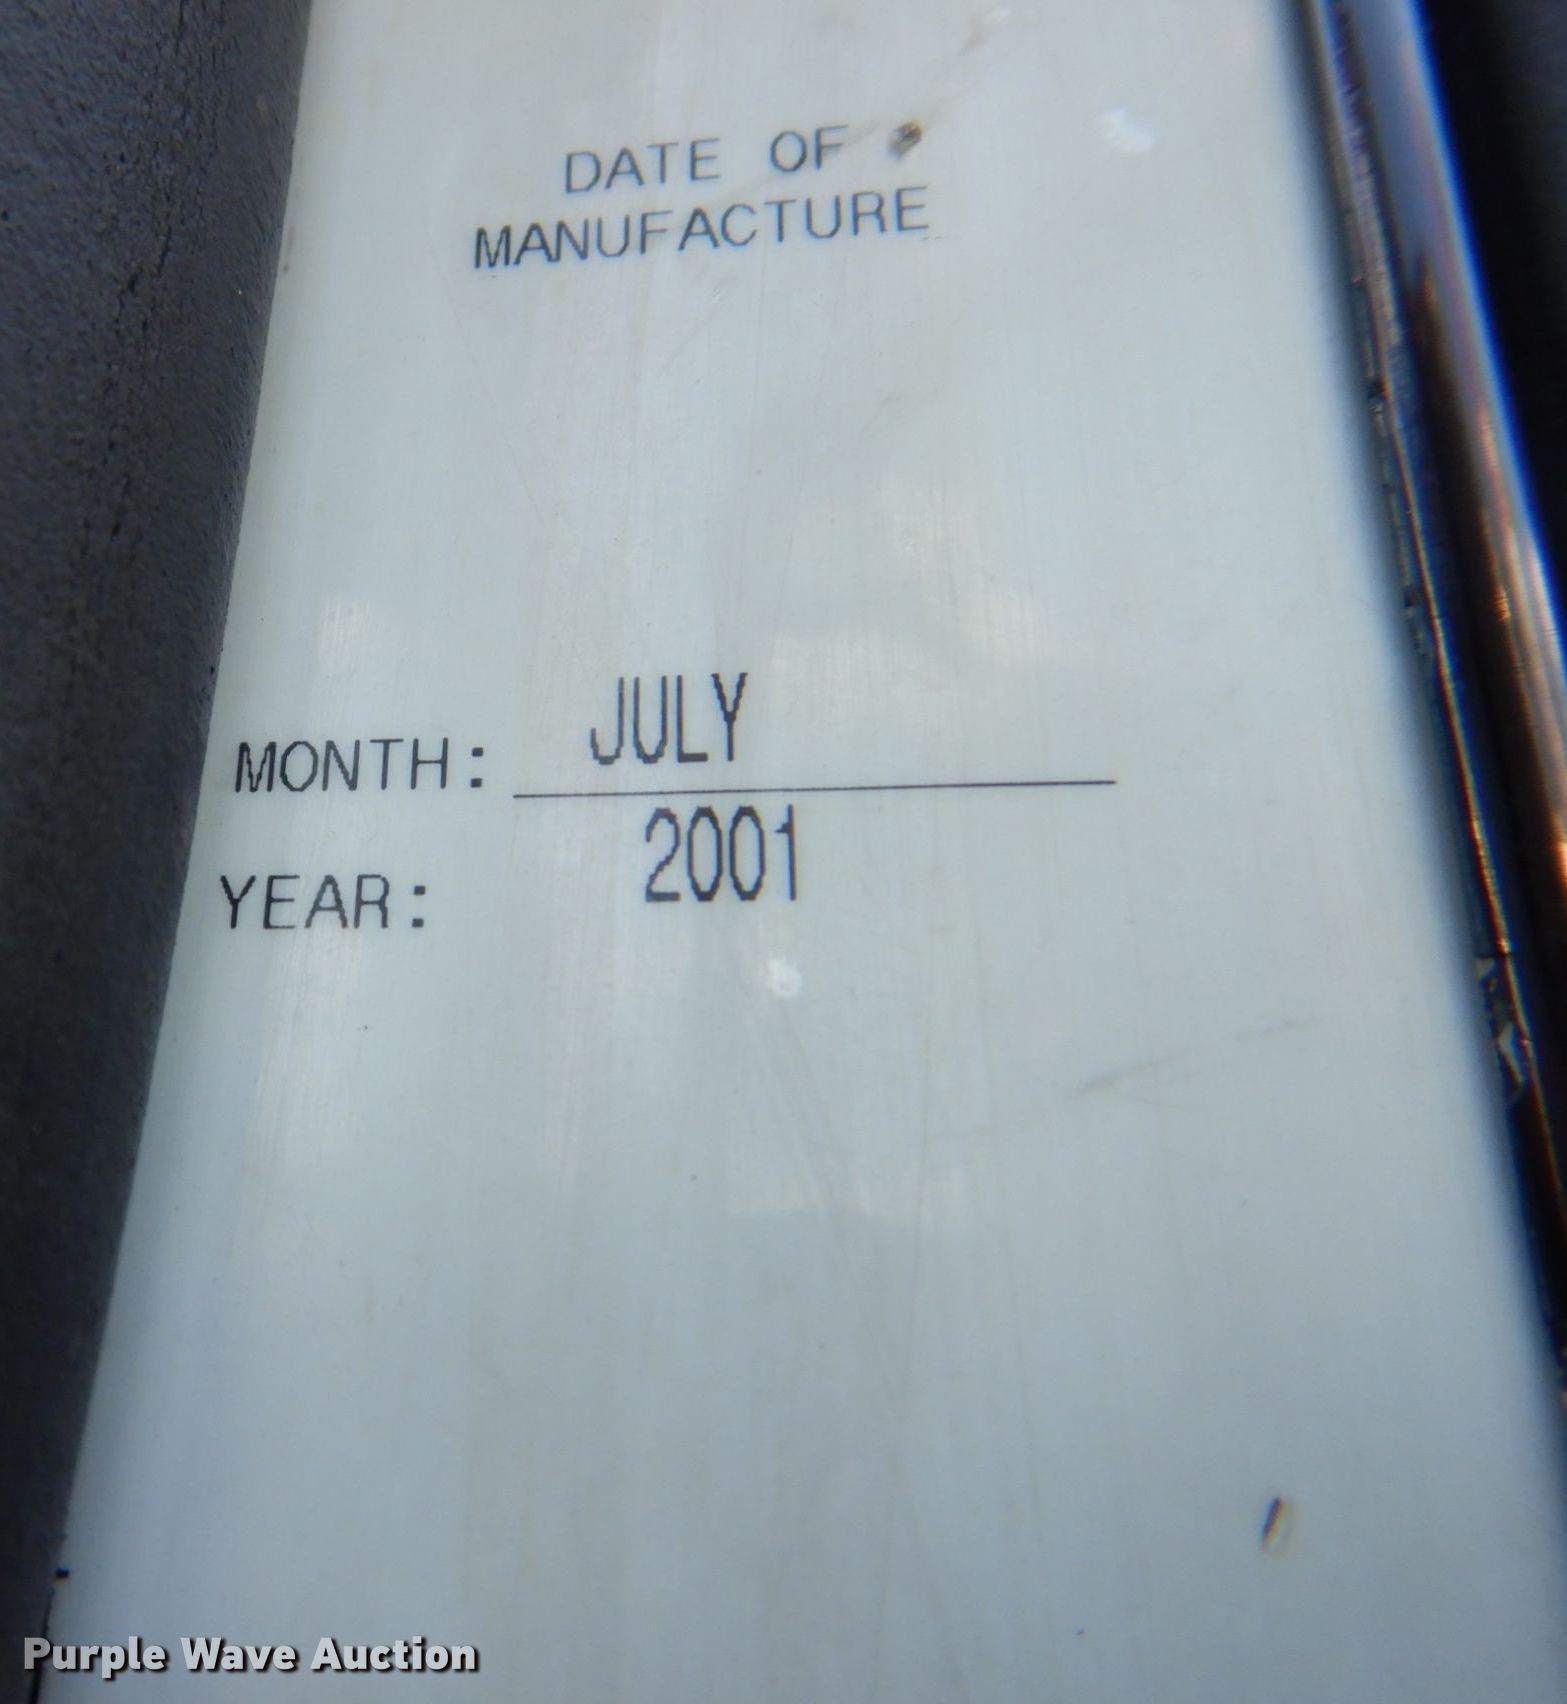 DATE OF
MANUFACTURE
MONTH: JULY
YEAR: 2001
Purple Wave Auction